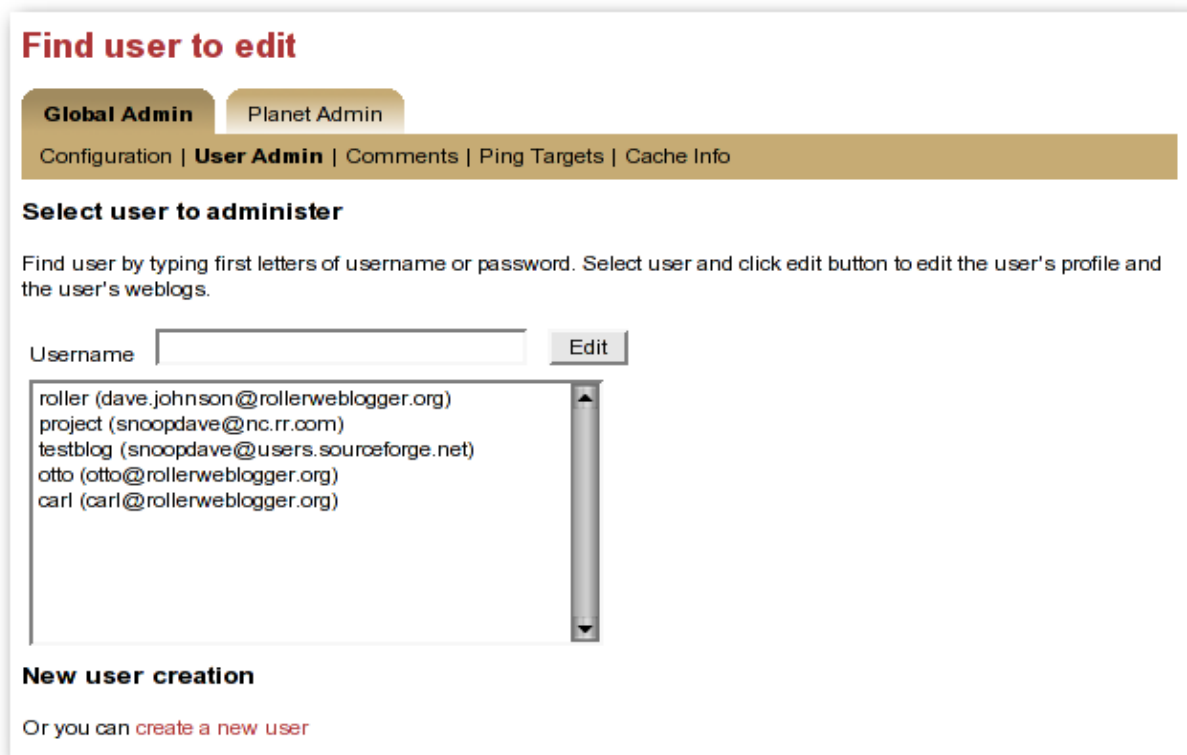 Find user to edit
Global Admin
Planet Admin
Configuration | User Admin | Comments | Ping Targets | Cache Info
Select user to administer
Find user by typing first letters of username or password. Select user and click edit button to edit the user's profile and
the user's weblogs.
Username
Edit
roller (dave.johnson@rollerweblogger.org)
project (snoopdave@nc.rr.com)
testblog (snoopdave@users.sourceforge.net)
otto (otto@rollerweblogger.org)
carl (carl@rollerweblogger.org)
New user creation
Or you can create a new user